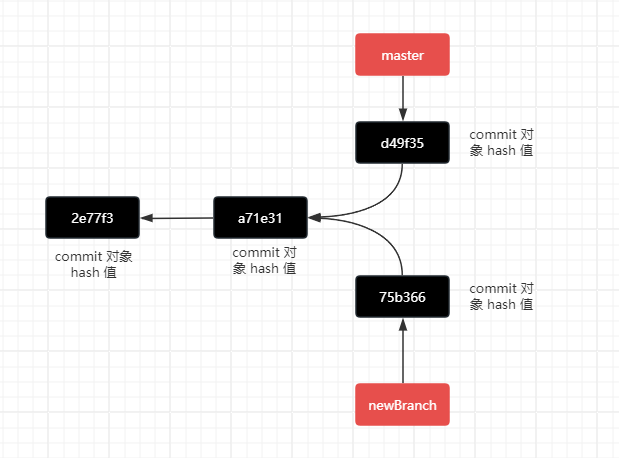 master
d49f35
commit 对
象 hash 值
2e77f3
a71e31
commit 对象
hash 值
commit 对
象 hash 值
75b366
commit 对
象 hash 值
newBranch